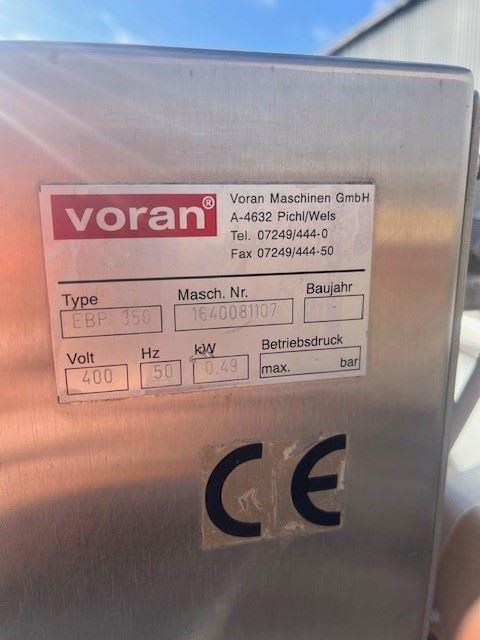 voran®
Voran Maschinen GmbH
A-4632 Pichl/Wels
Tel. 07249/444-0
Fax 07249/444-50
Type Masch. Nr. Baujahr
EBP 350 1640081107 -
Volt Hz kW Betriebsdruck
400 50 0.49 max. - bar
CE